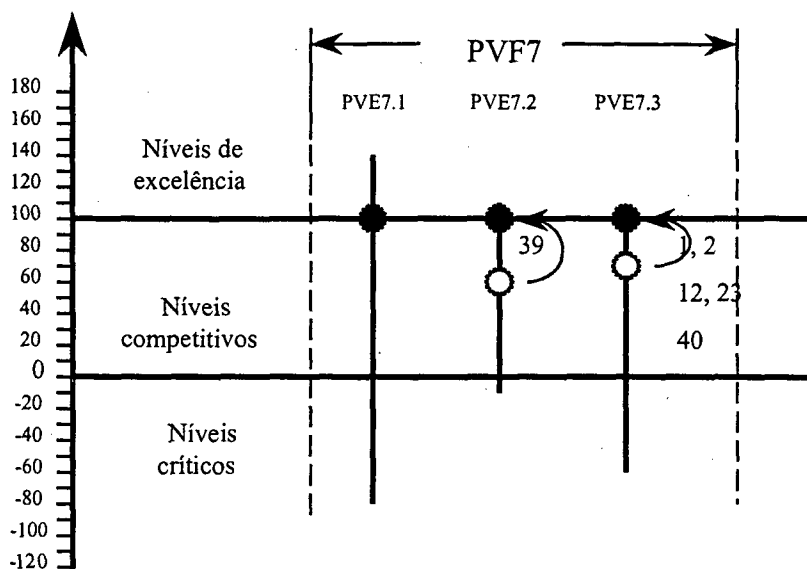 PVF7
180
PVE7.1 PVE7.2 PVE7.3
160
140
Níveis de
excelência
120
100
80
39
1, 2
60
12, 23
40
Níveis
competitivos
20
40
0
-20
-40
Níveis
críticos
-60
-80
-100
-120